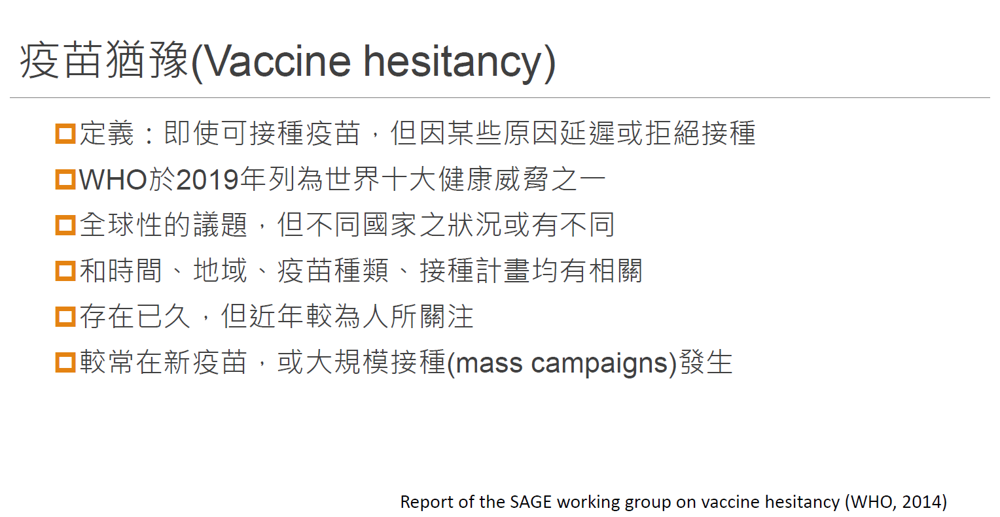 疫苗猶豫(Vaccine hesitancy)
定義：即使可接種疫苗，但因某些原因延遲或拒絕接種
WHO於2019年列為世界十大健康威脅之一
全球性的議題，但不同國家之狀況或有不同
和時間、地域、疫苗種類、接種計畫均有相關
存在已久，但近年較為人所關注
較常在新疫苗，或大規模接種(mass campaigns)發生
Report of the SAGE working group on vaccine hesitancy (WHO, 2014)